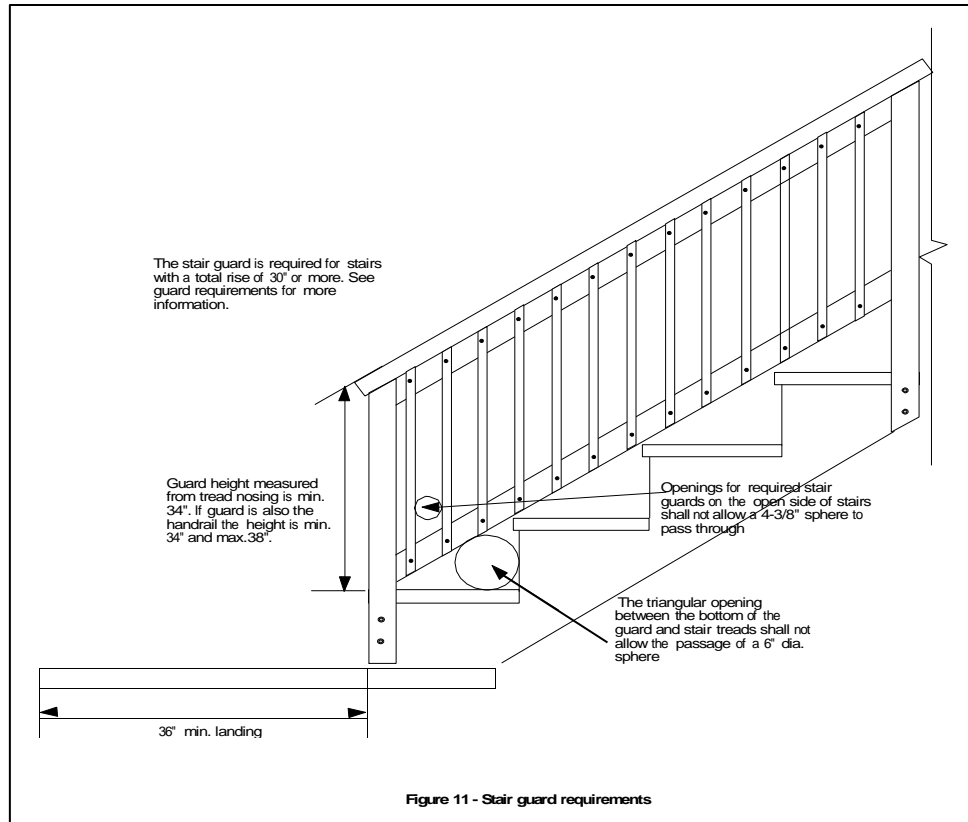 The stair guard is required for stairs
with a total rise of 30" or more. See
guard requirements for more
information.
Guard height measured
from tread nosing is min.
34". If guard is also the
handrail the height is min.
34" and max.38".
Openings for required stair
guards on the open side of stairs
shall not allow a 4-3/8" sphere to
pass through
The triangular opening
between the bottom of the
guard and stair treads shall not
allow the passage of a 6" dia.
sphere
36" min. landing
Figure 11 - Stair guard requirements